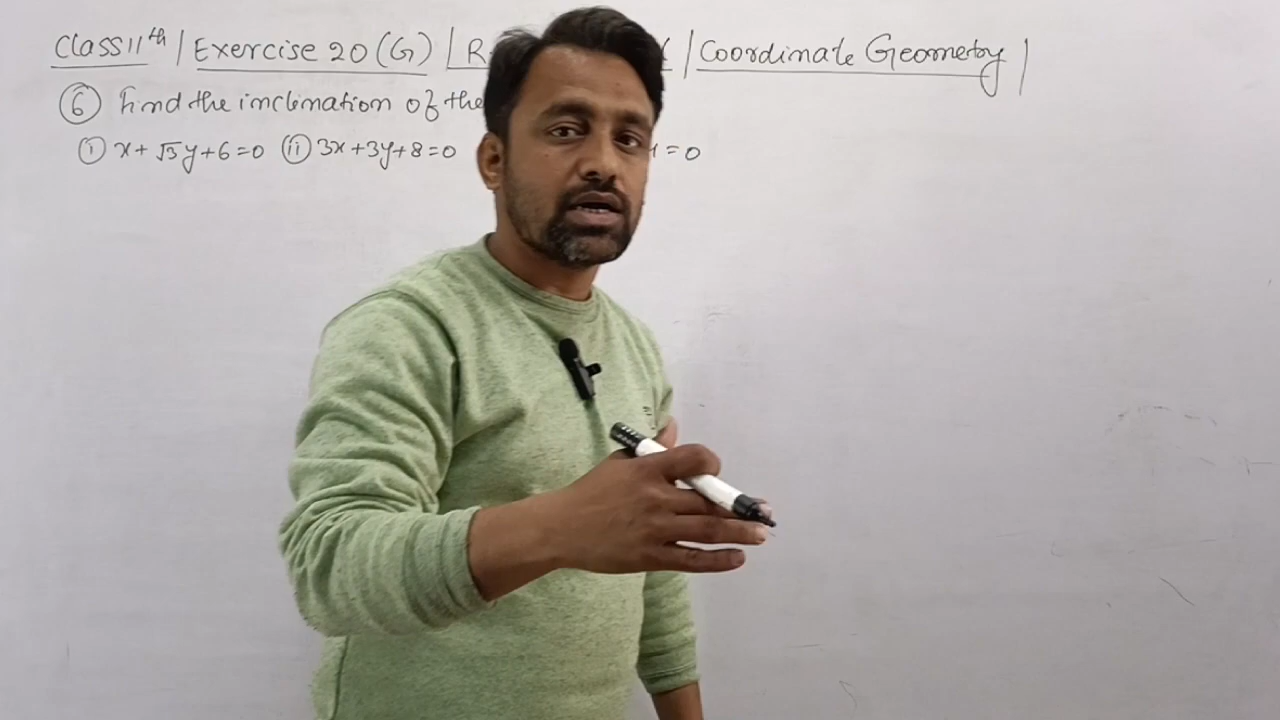 Class 11th | Exercise 20 (G) | R | Coordinate Geometry |
⑥ Find the inclination of the
(i) x + √3y + 6 = 0 (ii) 3x + 3y + 8 = 0 = 0